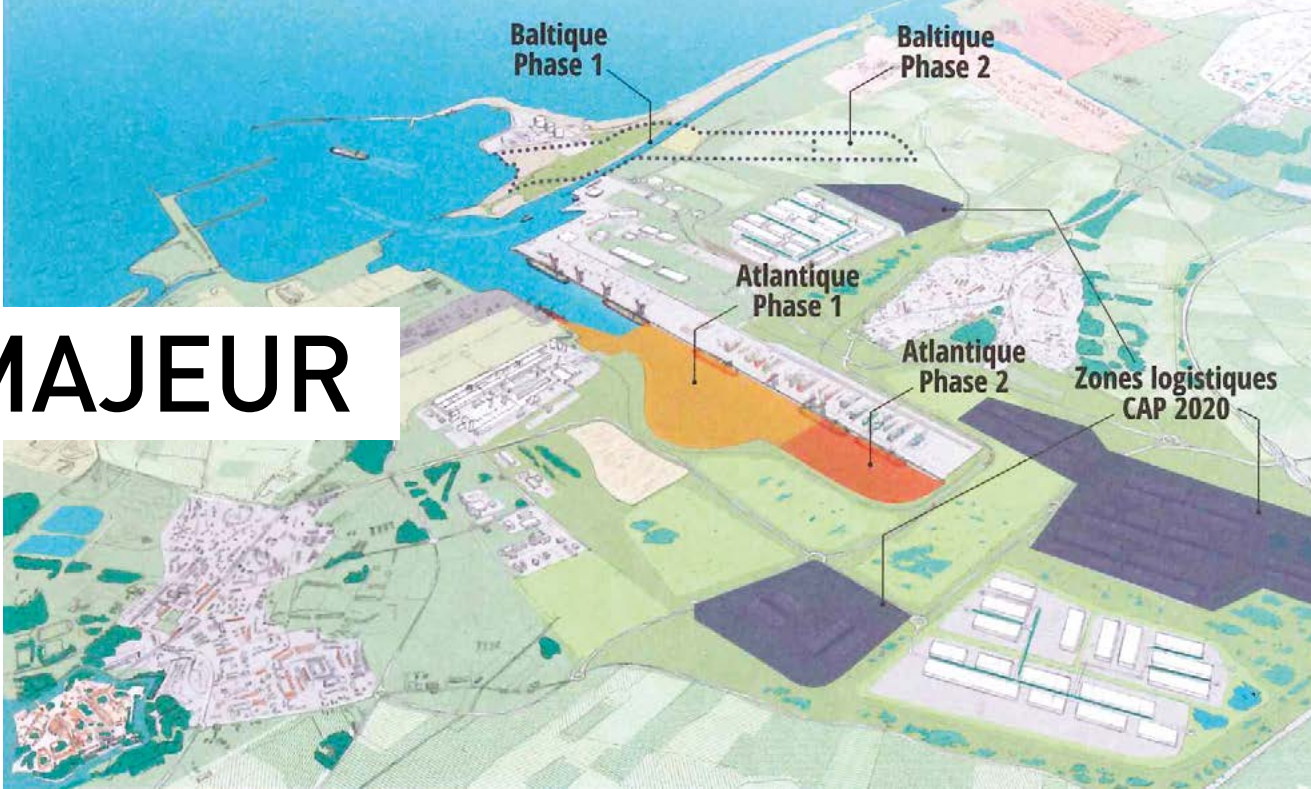 Baltique
Phase 1
Baltique
Phase 2
Atlantique
Phase 1
MAJEUR
Atlantique
Phase 2
Zones logistiques
CAP 2020